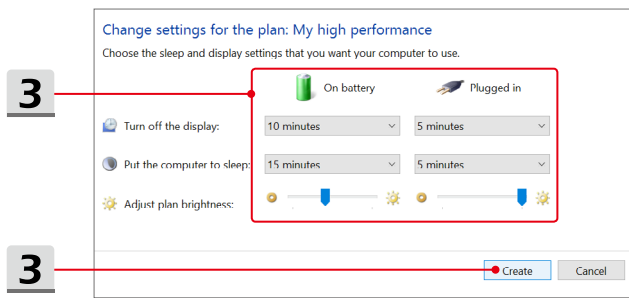 Change settings for the plan: My high performance
Choose the sleep and display settings that you want your computer to use.
3
On battery Plugged in
Turn off the display: 10 minutes 5 minutes
Put the computer to sleep: 15 minutes 5 minutes
Adjust plan brightness:
3
Create Cancel